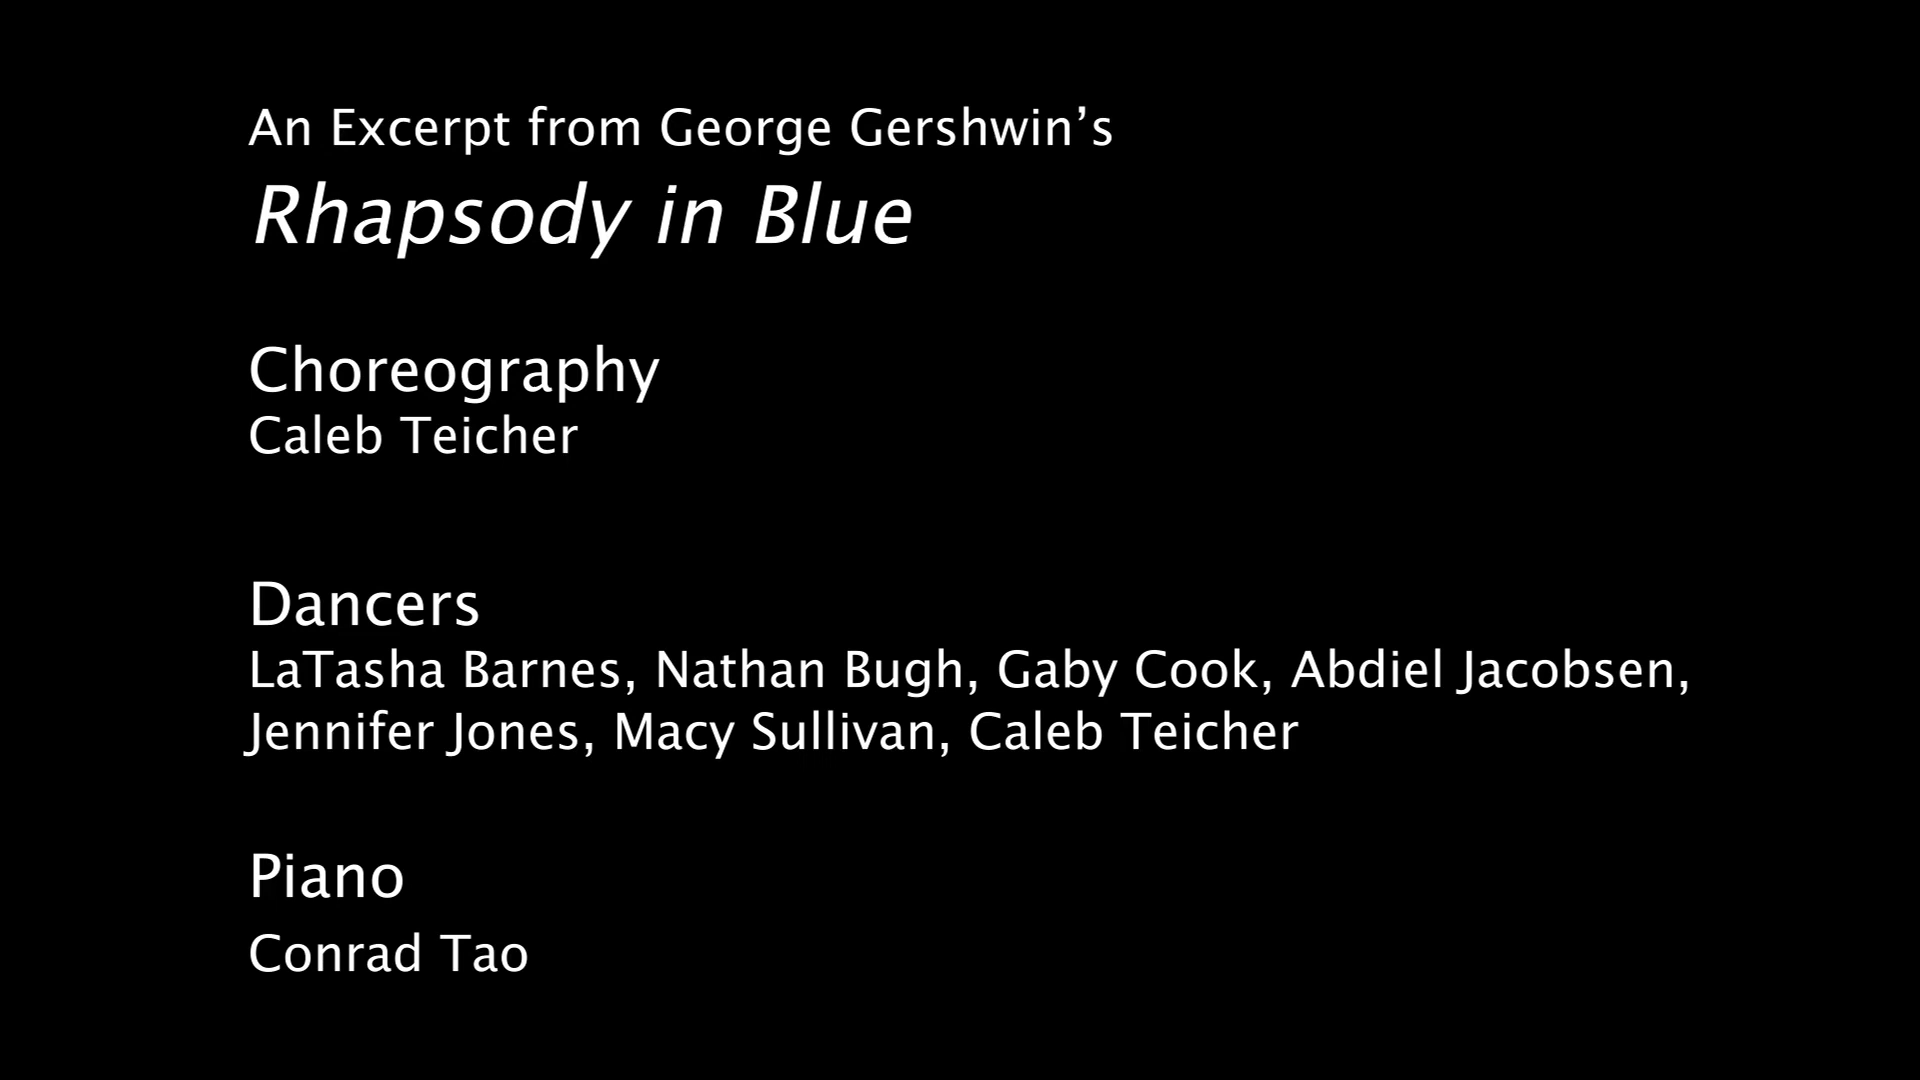 An Excerpt from George Gershwin’s
Rhapsody in Blue
Choreography
Caleb Teicher
Dancers
LaTasha Barnes, Nathan Bugh, Gaby Cook, Abdiel Jacobsen,
Jennifer Jones, Macy Sullivan, Caleb Teicher
Piano
Conrad Tao